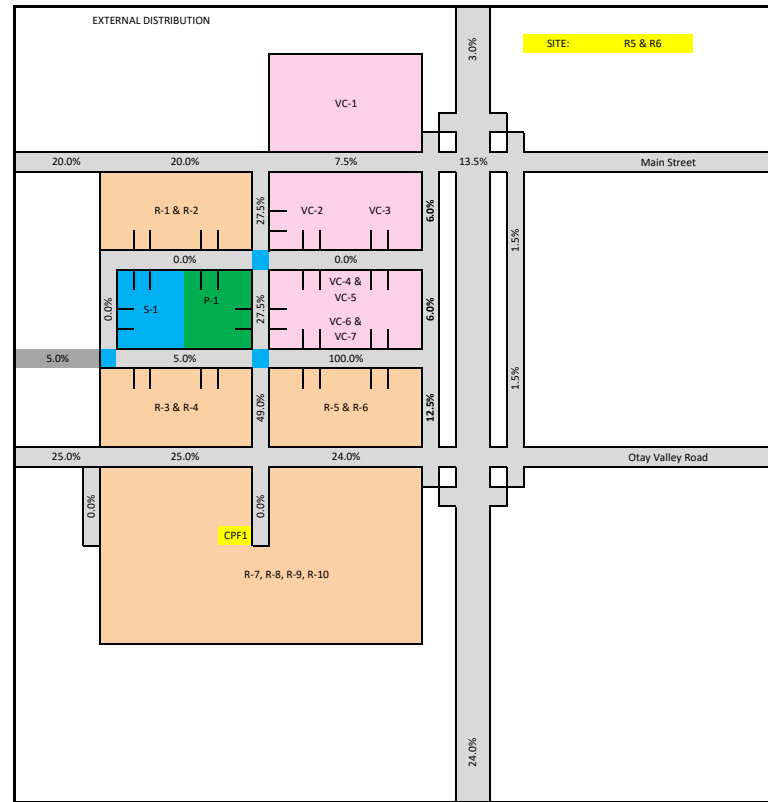 EXTERNAL DISTRIBUTION
3.0%
SITE: R5 & R6
VC-1
20.0% 20.0% 7.5% 13.5% Main Street
R-1 & R-2
27.5%
VC-2 VC-3
6.0%
1.5%
0.0% 0.0%
0.0%
S-1
P-1
27.5%
VC-4 &
VC-5
VC-6 &
VC-7
6.0%
5.0% 5.0% 100.0%
1.5%
R-3 & R-4
49.0%
R-5 & R-6
12.5%
25.0% 25.0% 24.0% Otay Valley Road
0.0%
0.0%
CPF1
R-7, R-8, R-9, R-10
24.0%